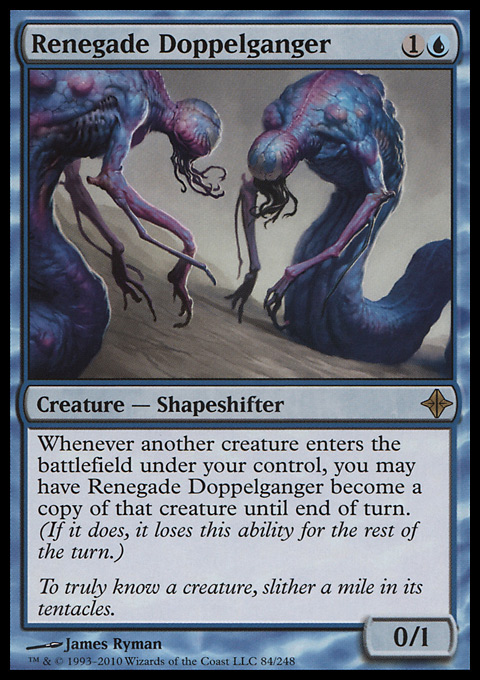 Renegade Doppelganger 1
Creature — Shapeshifter
Whenever another creature enters the
battlefield under your control, you may
have Renegade Doppelganger become a
copy of that creature until end of turn.
(If it does, it loses this ability for the rest of
the turn.)
To truly know a creature, slither a mile in its
tentacles.
James Ryman
0/1
™ & © 1993–2010 Wizards of the Coast LLC 84/248